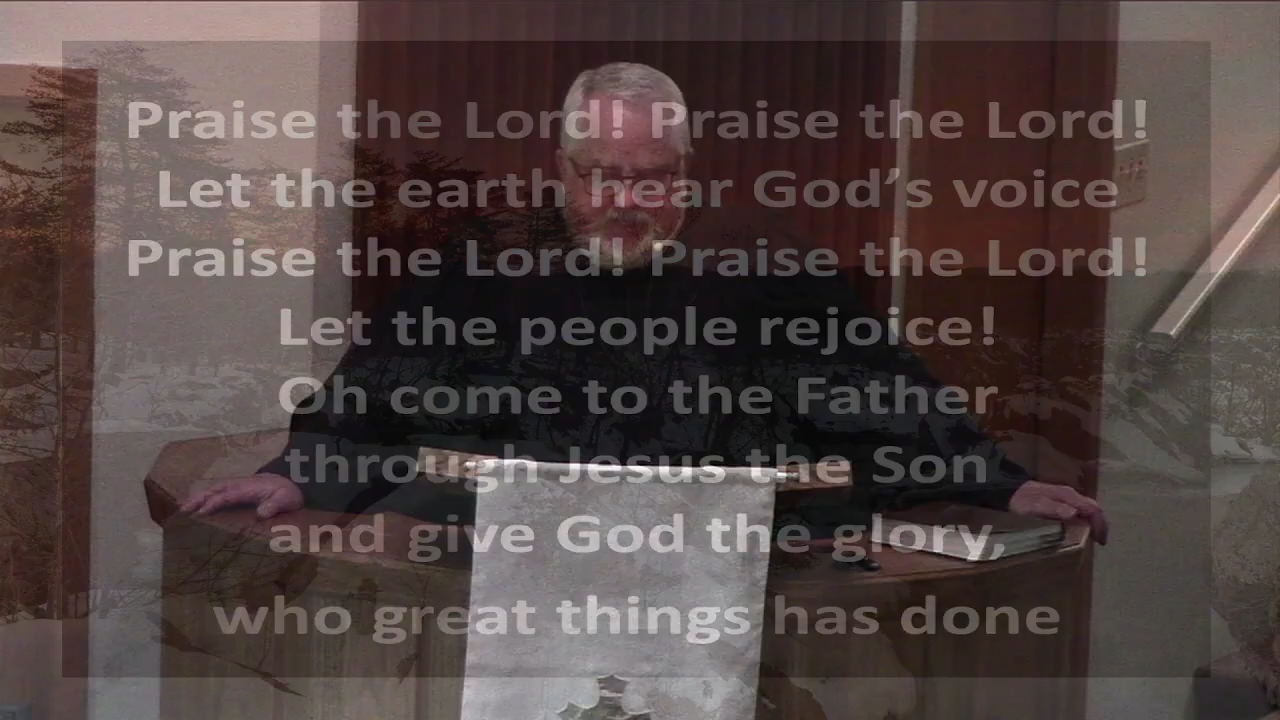 Praise the Lord! Praise the Lord!
Let the earth hear God’s voice
Praise the Lord! Praise the Lord!
Let the people rejoice!
Oh come to the Father
through Jesus the Son
and give God the glory,
who great things has done